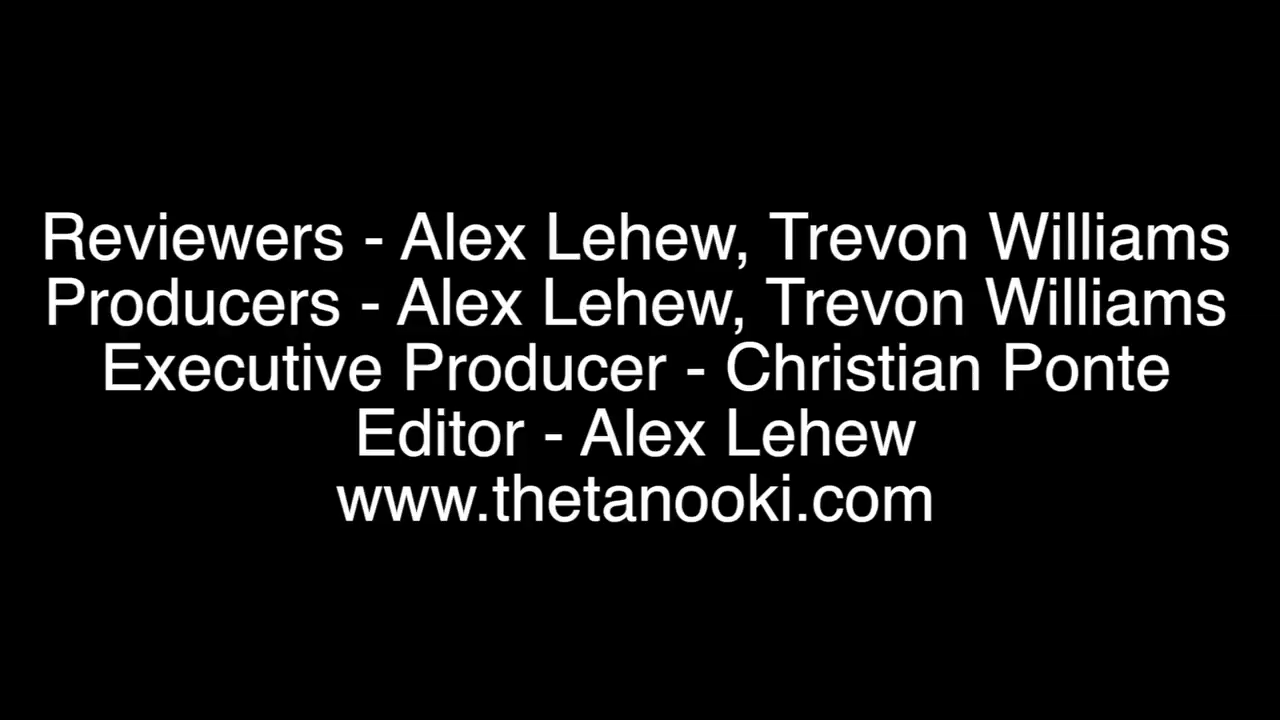 Reviewers - Alex Lehew, Trevon Williams
Producers - Alex Lehew, Trevon Williams
Executive Producer - Christian Ponte
Editor - Alex Lehew
www.thetanooki.com